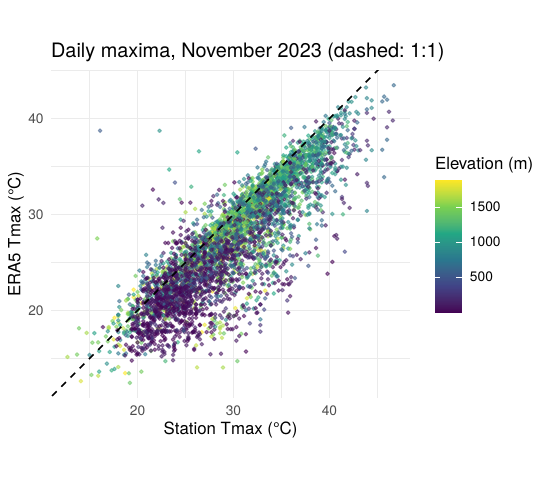 Daily maxima, November 2023 (dashed: 1:1)
40
30
20
ERA5 Tmax (°C)
20 30 40
Station Tmax (°C)
Elevation (m)
1500
1000
500